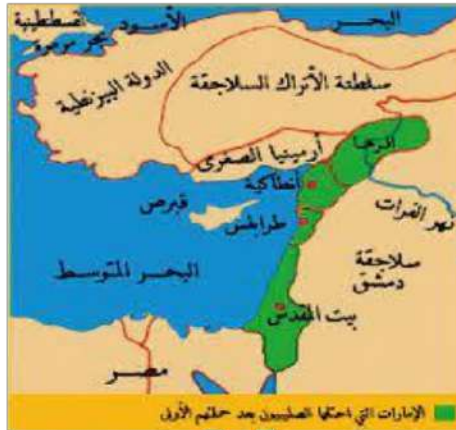 القسطنطينية
الأسود
البحر
بحر مرمرة
الدولة البيزنطية
سلطنة الأتراك السلاجقة
أرمينيا الصغرى
الرها
أنطاكية
قبرص
طرابلس
نهر الفرات
سلاجقة
دمشق
البحر المتوسط
بيت المقدس
مصر
الإمارات التي احتلها الصليبيون بعد حملتهم الأولى